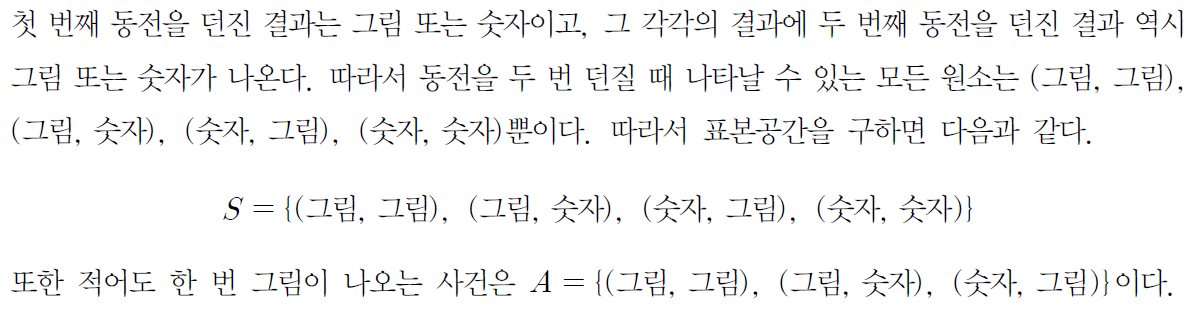 첫 번째 동전을 던진 결과는 그림 또는 숫자이고, 그 각각의 결과에 두 번째 동전을 던진 결과 역시
그림 또는 숫자가 나온다. 따라서 동전을 두 번 던질 때 나타날 수 있는 모든 원소는 (그림, 그림),
(그림, 숫자), (숫자, 그림), (숫자, 숫자)뿐이다. 따라서 표본공간을 구하면 다음과 같다.
S = {(그림, 그림), (그림, 숫자), (숫자, 그림), (숫자, 숫자)}
또한 적어도 한 번 그림이 나오는 사건은 A = {(그림, 그림), (그림, 숫자), (숫자, 그림)}이다.